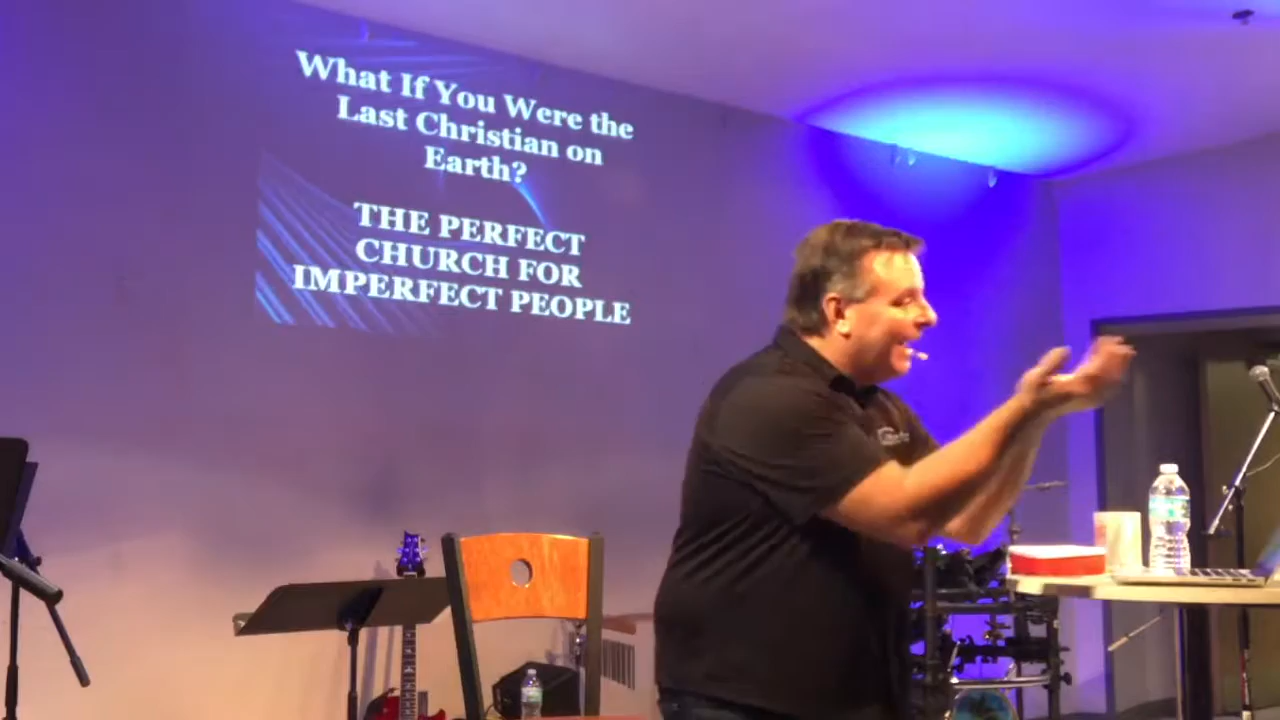 What If You Were the
Last Christian on
Earth?
THE PERFECT
CHURCH FOR
IMPERFECT PEOPLE